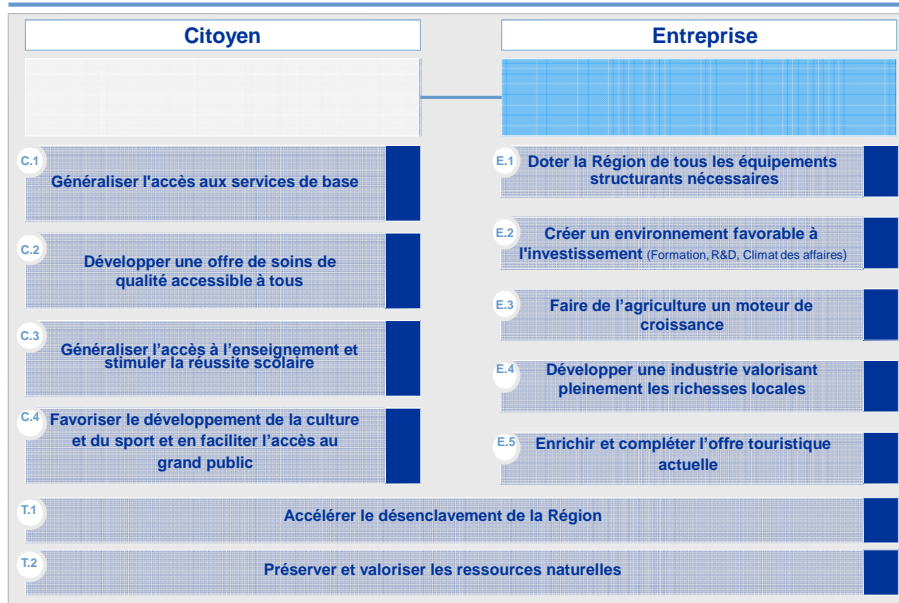 Citoyen
Entreprise
C.1
Généraliser l'accès aux services de base
C.2
Développer une offre de soins de
qualité accessible à tous
C.3
Généraliser l’accès à l’enseignement et
stimuler la réussite scolaire
C.4
Favoriser le développement de la culture
et du sport et en faciliter l’accès au
grand public
E.1
Doter la Région de tous les équipements
structurants nécessaires
E.2
Créer un environnement favorable à
l'investissement (Formation, R&D, Climat des affaires)
E.3
Faire de l’agriculture un moteur de
croissance
E.4
Développer une industrie valorisant
pleinement les richesses locales
E.5
Enrichir et compléter l’offre touristique
actuelle
T.1
Accélérer le désenclavement de la Région
T.2
Préserver et valoriser les ressources naturelles